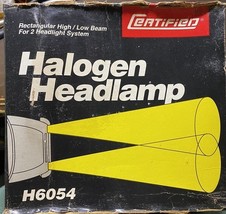 Rectangular High / Low Beam
For 2 Headlight System
CERTIFIED
Halogen
Headlamp
H6054